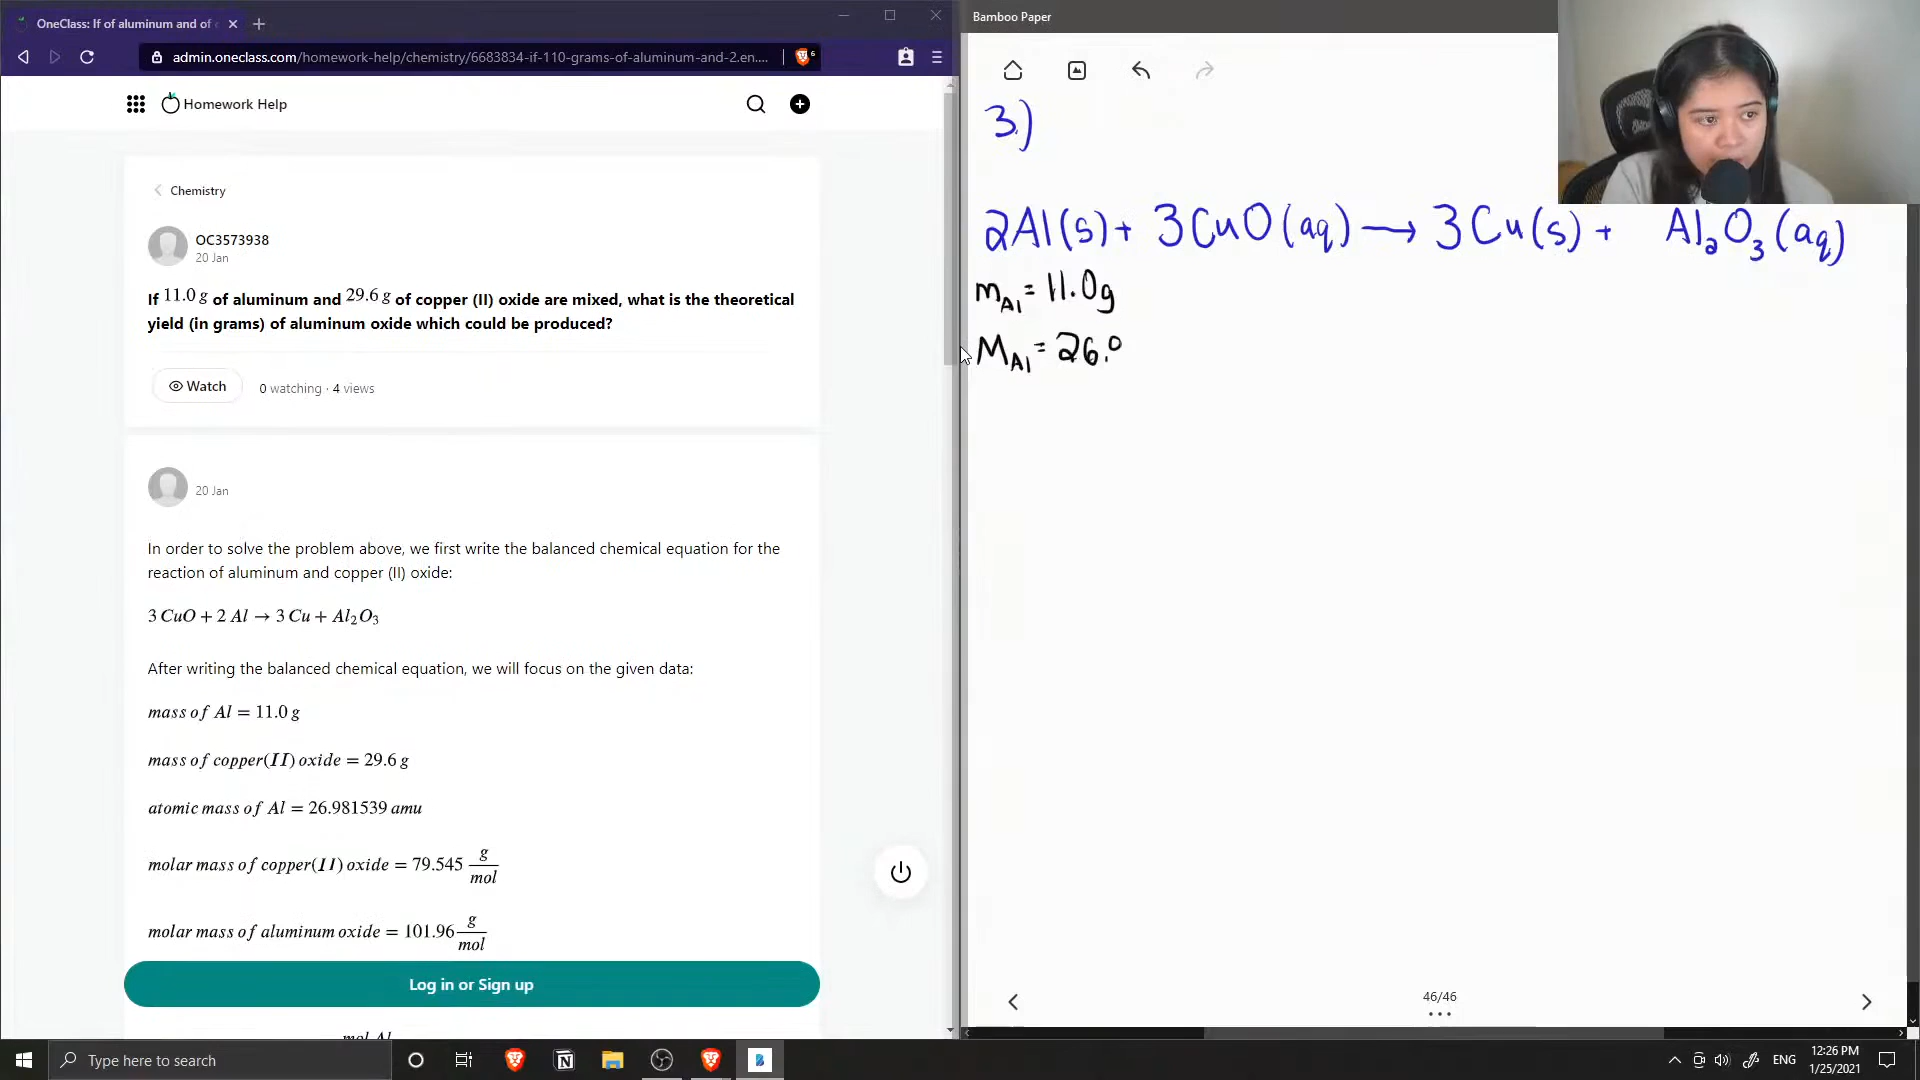 OneClass: If of aluminum and of
admin.oneclass.com/homework-help/chemistry/6683834-if-110-grams-of-aluminum-and-2.en....
6
Homework Help
Chemistry
OC3573938
20 Jan
If 11.0 g of aluminum and 29.6 g of copper (II) oxide are mixed, what is the theoretical
yield (in grams) of aluminum oxide which could be produced?
Watch
0 watching · 4 views
20 Jan
In order to solve the problem above, we first write the balanced chemical equation for the
reaction of aluminum and copper (II) oxide:
3 CuO + 2 Al → 3 Cu + Al₂O₃
After writing the balanced chemical equation, we will focus on the given data:
mass of Al = 11.0 g
mass of copper(II) oxide = 29.6 g
atomic mass of Al = 26.981539 amu
molar mass of copper(II) oxide = 79.545 g/mol
molar mass of aluminum oxide = 101.96 g/mol
Log in or Sign up
mol Al
Bamboo Paper
3.)
2Al(s) + 3CuO(aq) → 3Cu(s) + Al₂O₃(aq)
m Al = 11.0g
M Al = 26.
46/46
Type here to search
ENG
12:26 PM
1/25/2021